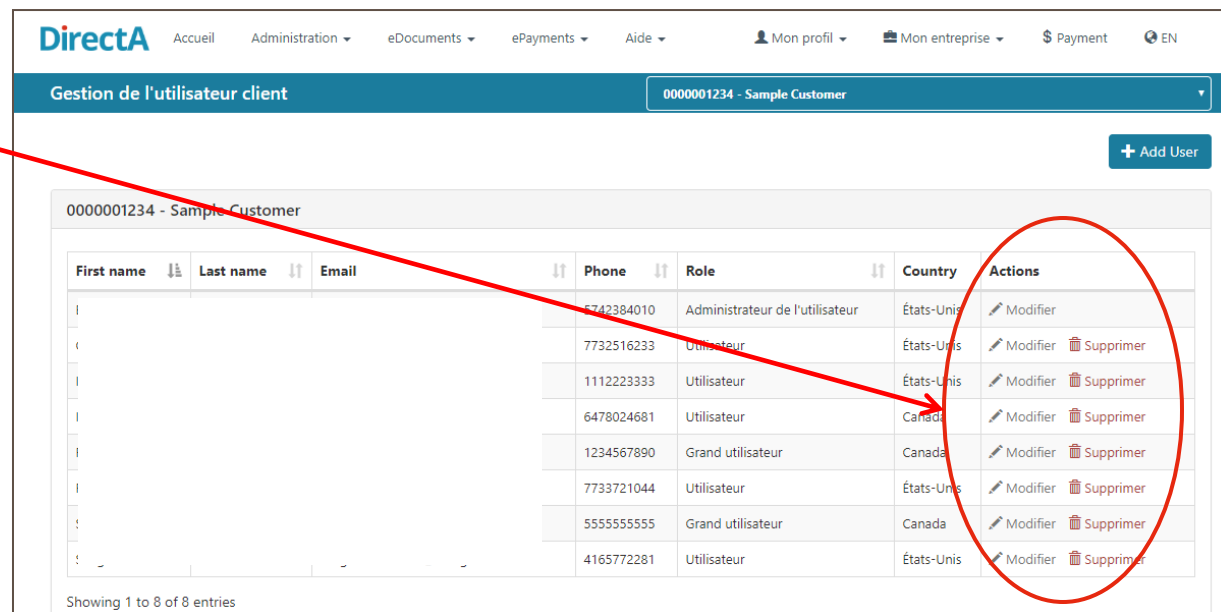 DirectA Accueil Administration eDocuments ePayments Aide Mon profil Mon entreprise $ Payment EN
Gestion de l'utilisateur client 0000001234 - Sample Customer
+ Add User
0000001234 - Sample Customer
First name Last name Email Phone Role Country Actions
5742384010 Administrateur de l'utilisateur États-Unis Modifier
7732516233 Utilisateur États-Unis Modifier Supprimer
1112223333 Utilisateur États-Unis Modifier Supprimer
6478024681 Utilisateur Canada Modifier Supprimer
1234567890 Grand utilisateur Canada Modifier Supprimer
7733721044 Utilisateur États-Unis Modifier Supprimer
5555555555 Grand utilisateur Canada Modifier Supprimer
4165772281 Utilisateur États-Unis Modifier Supprimer
Showing 1 to 8 of 8 entries